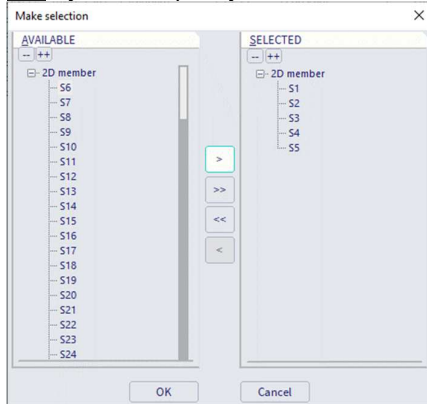 Make selection
AVAILABLE
-- ++
2D member
S6
S7
S8
S9
S10
S11
S12
S13
S14
S15
S16
S17
S18
S19
S20
S21
S22
S23
S24
>
>>
<<
<
SELECTED
-- ++
2D member
S1
S2
S3
S4
S5
OK
Cancel